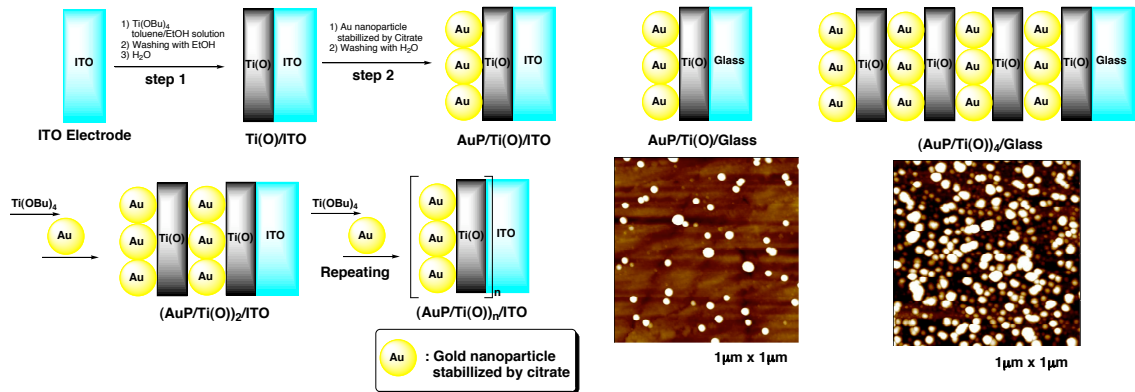 1) Ti(OBu)4
toluene/EtOH solution
2) Washing with EtOH
3) H2O
step 1
1) Au nanoparticle
stabilized by Citrate
2) Washing with H2O
step 2
ITO
Ti(O) ITO
Au Au Au Ti(O) ITO
Au Au Au Ti(O) Glass
Au Au Au Ti(O) Au Au Au Ti(O) Au Au Au Ti(O) Au Au Au Ti(O) Glass
ITO Electrode
Ti(O)/ITO
AuP/Ti(O)/ITO
AuP/Ti(O)/Glass
(AuP/Ti(O))4/Glass
Ti(OBu)4
Au
Au Au Au Ti(O) Au Au Au Ti(O) ITO
Ti(OBu)4
Au
Repeating
Au Au Au Ti(O) ITO
n
(AuP/Ti(O))2/ITO
(AuP/Ti(O))n/ITO
Au : Gold nanoparticle
stabillized by citrate
1μm x 1μm
1μm x 1μm